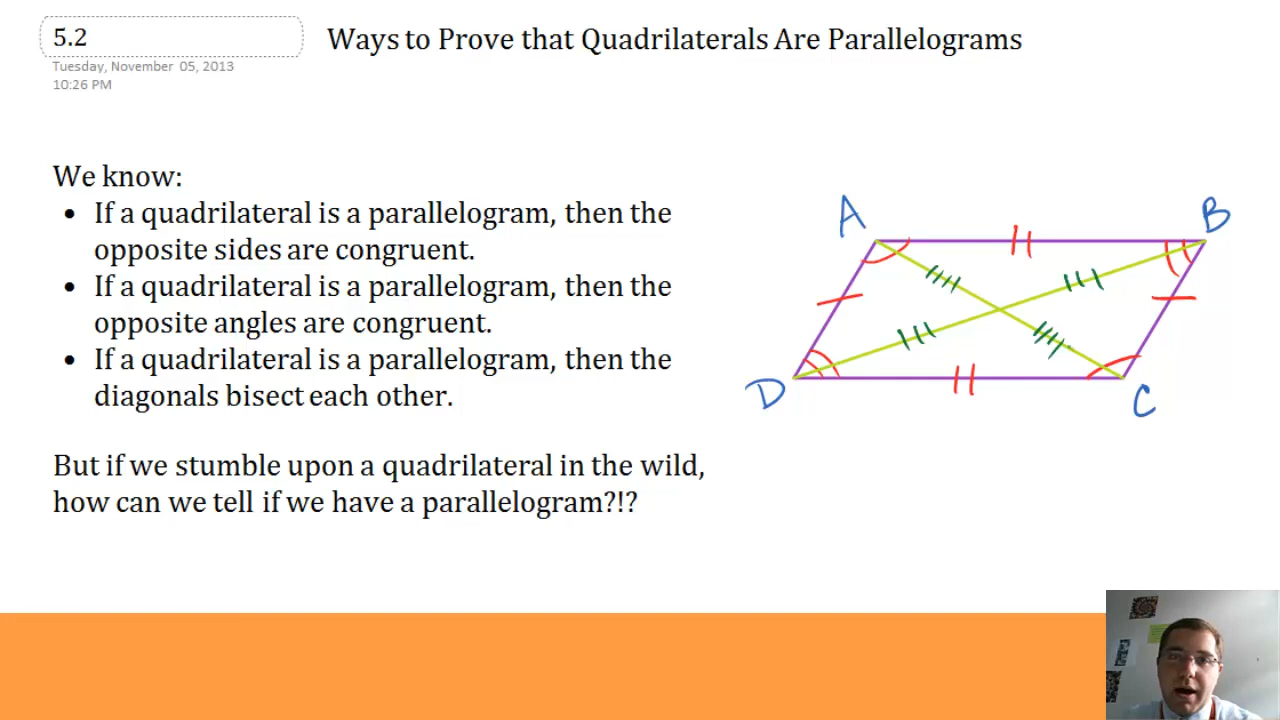 5.2
Ways to Prove that Quadrilaterals Are Parallelograms
Tuesday, November 05, 2013
10:26 PM
We know:
• If a quadrilateral is a parallelogram, then the
opposite sides are congruent.
• If a quadrilateral is a parallelogram, then the
opposite angles are congruent.
• If a quadrilateral is a parallelogram, then the
diagonals bisect each other.
But if we stumble upon a quadrilateral in the wild,
how can we tell if we have a parallelogram?!?
A
B
D
C